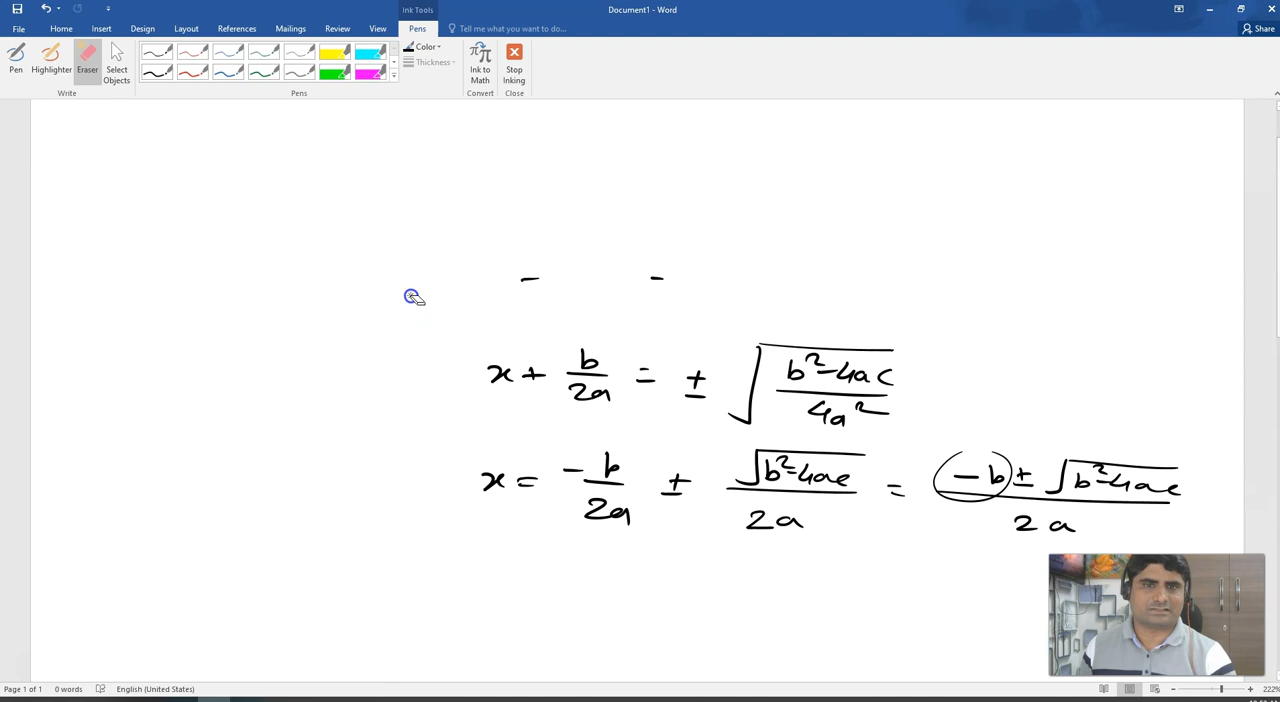 Ink Tools
Document1 - Word
File Home Insert Draw Design Layout References Mailings Review View Pens Tell me what you want to do... Share
Pen Highlighter Eraser Select Objects
Color
Thickness
Ink to Math
Stop Inking
Write Pens Convert Close
- -
x + b/2a = ± √((b²-4ac)/4a²)
x = -b/2a ± √(b²-4ac)/2a = (-b ± √(b²-4ac))/2a
Page 1 of 1 0 words English (United States) 222%